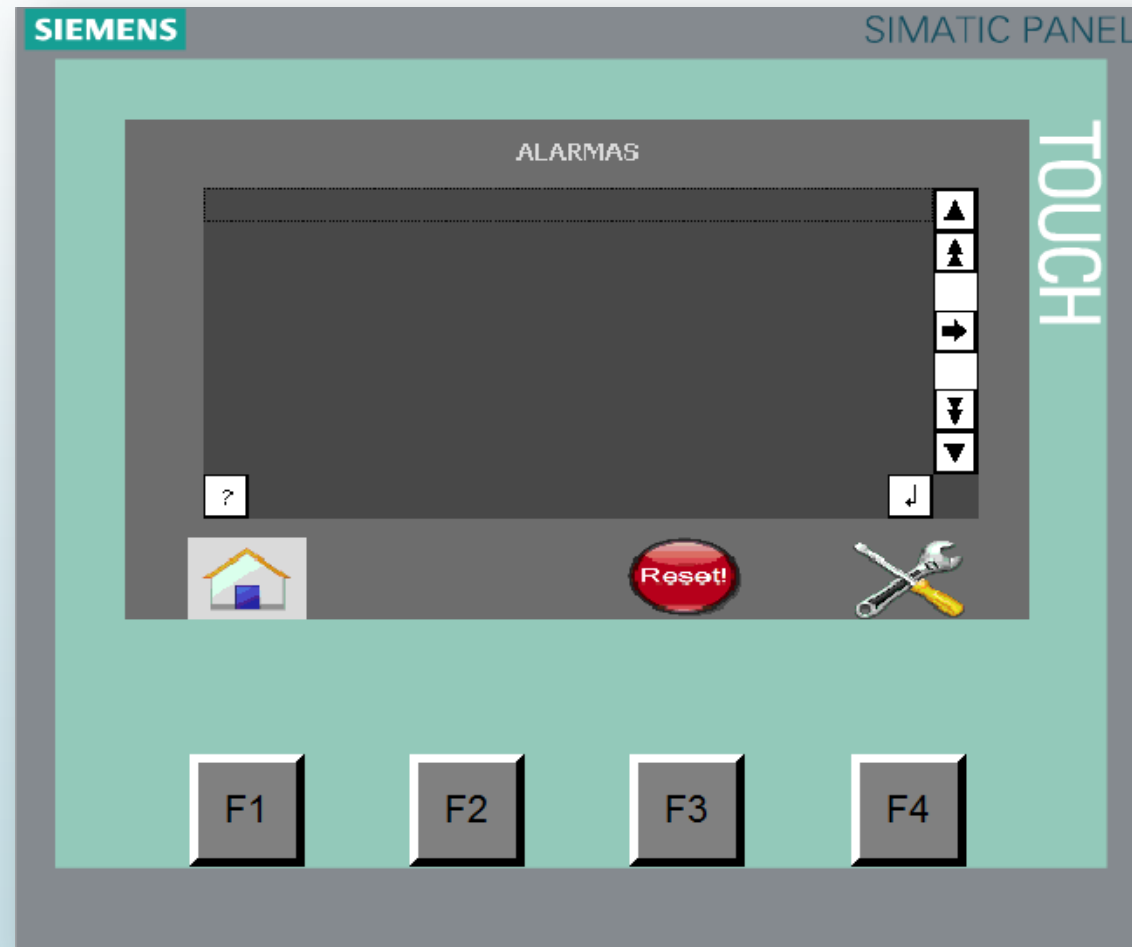 SIEMENS
SIMATIC PANEL
TOUCH
ALARMAS
?
Reset!
F1 F2 F3 F4